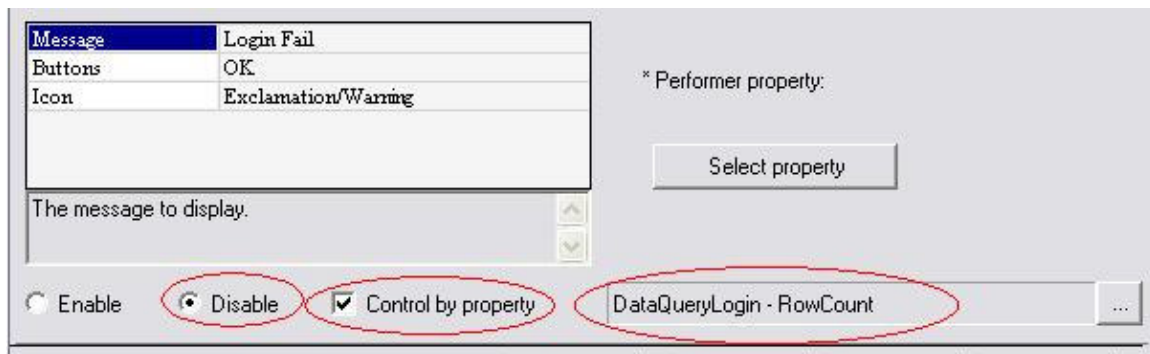 Message Login Fail
Buttons OK
Icon Exclamation/Warning
* Performer property:
Select property
The message to display.
Enable Disable Control by property DataQueryLogin - RowCount ...